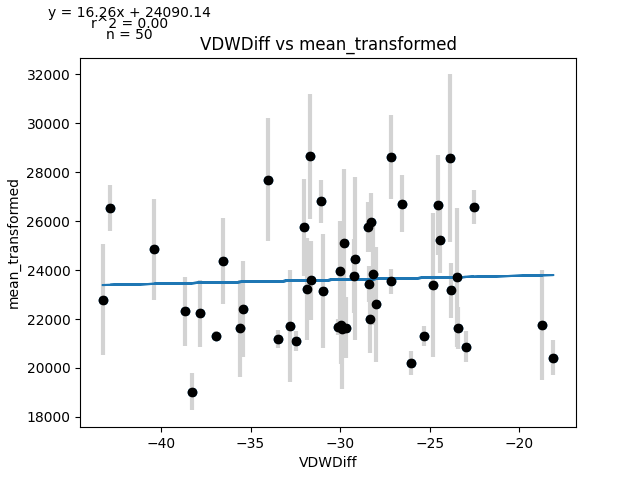 y = 16.26x + 24090.14
r^2 = 0.00
n = 50
VDWDiff vs mean_transformed
32000
30000
28000
26000
24000
22000
20000
18000
mean_transformed
−40
−35
−30
−25
−20
VDWDiff